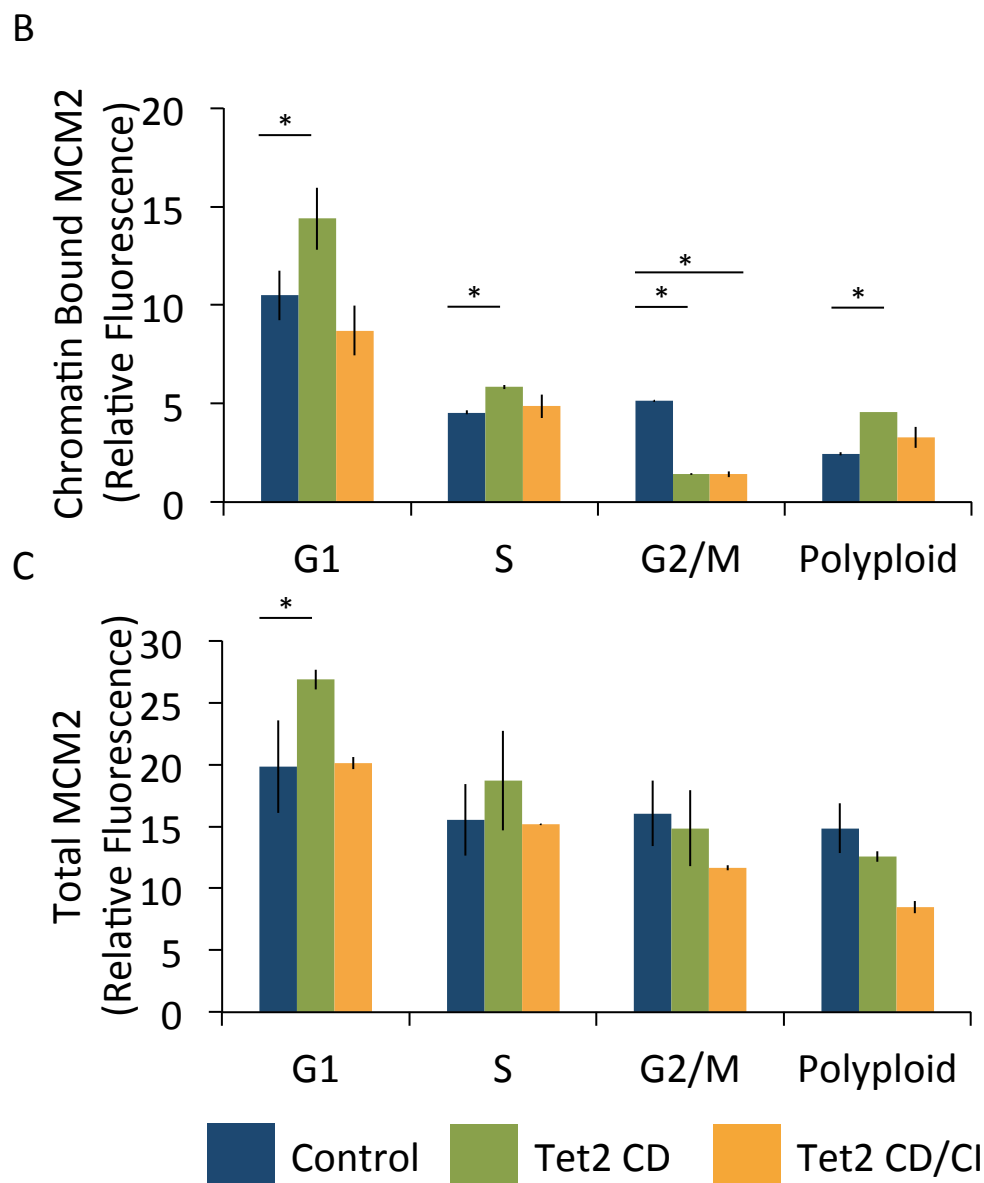 B
Chromatin Bound MCM2
(Relative Fluorescence)
20
15
10
5
0
*
*
*
*
*
G1 S G2/M Polyploid
C
Total MCM2
(Relative Fluorescence)
30
25
20
15
10
5
0
*
G1 S G2/M Polyploid
Control Tet2 CD Tet2 CD/CI